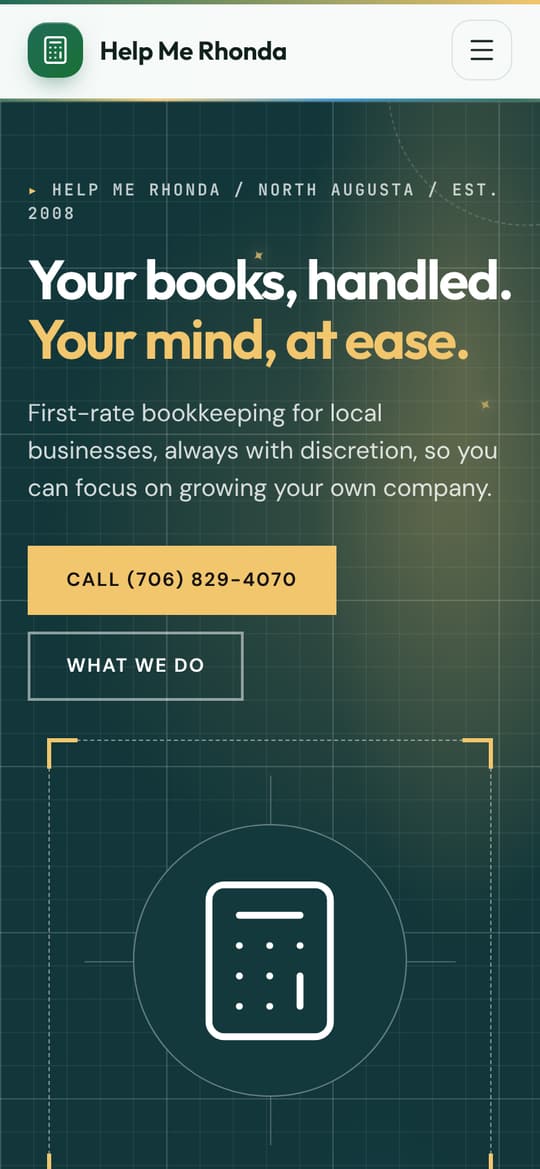 Help Me Rhonda
▸ HELP ME RHONDA / NORTH AUGUSTA / EST.
2008
Your books, handled.
Your mind, at ease.
First-rate bookkeeping for local
businesses, always with discretion, so you
can focus on growing your own company.
CALL (706) 829-4070
WHAT WE DO